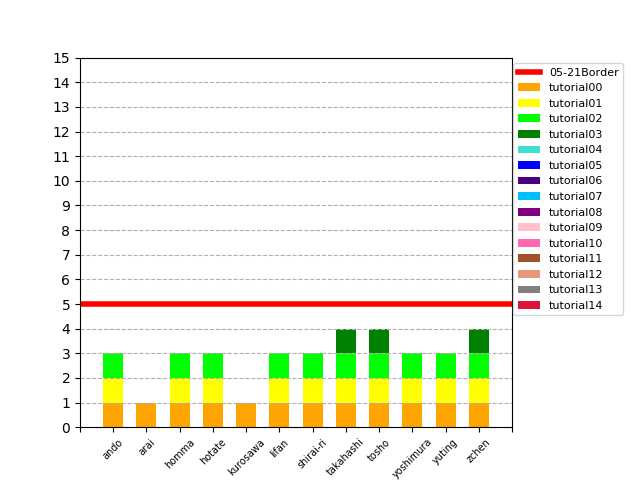 15
14
13
12
11
10
9
8
7
6
5
4
3
2
1
0
ando
arai
homma
hotate
kurosawa
lifan
shirai-ri
takahashi
tosho
yoshimura
yuting
zchen
05-21Border
tutorial00
tutorial01
tutorial02
tutorial03
tutorial04
tutorial05
tutorial06
tutorial07
tutorial08
tutorial09
tutorial10
tutorial11
tutorial12
tutorial13
tutorial14